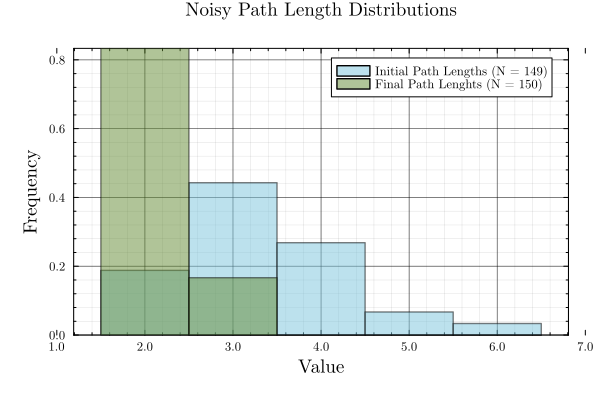 Noisy Path Length Distributions
Initial Path Lengths (N = 149)
Final Path Lenghts (N = 150)
Frequency
0.8
0.6
0.4
0.2
0.0
1.0 2.0 3.0 4.0 5.0 6.0 7.0
Value